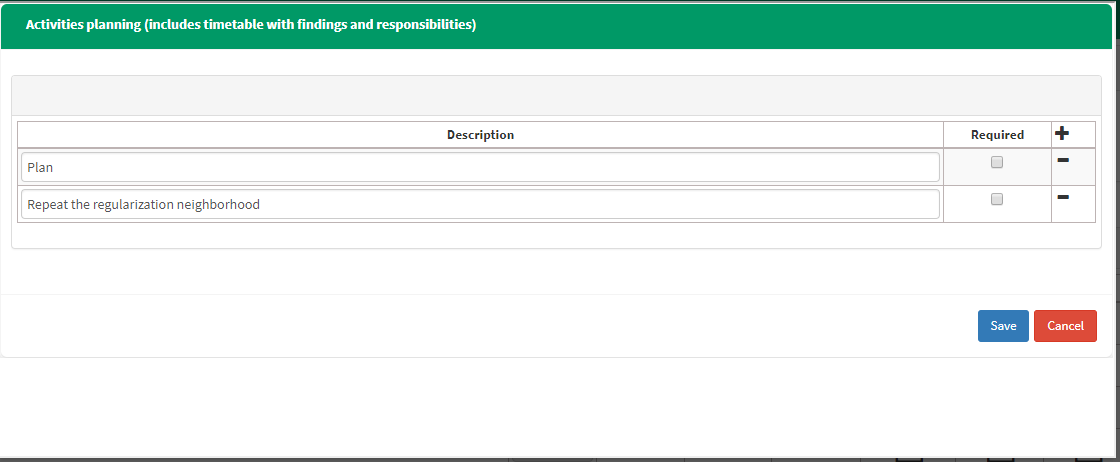 Activities planning (includes timetable with findings and responsibilities)
Description Required
Plan
Repeat the regularization neighborhood
Save Cancel